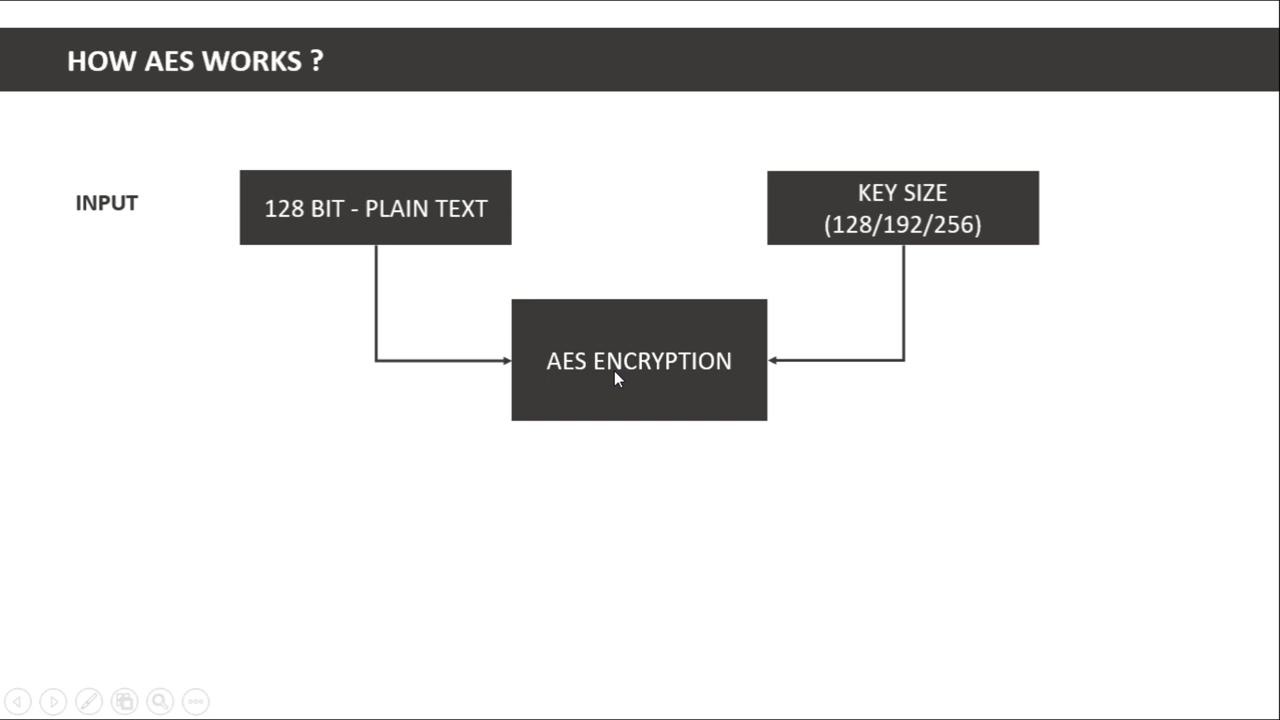 HOW AES WORKS ?
INPUT
128 BIT - PLAIN TEXT
KEY SIZE
(128/192/256)
AES ENCRYPTION